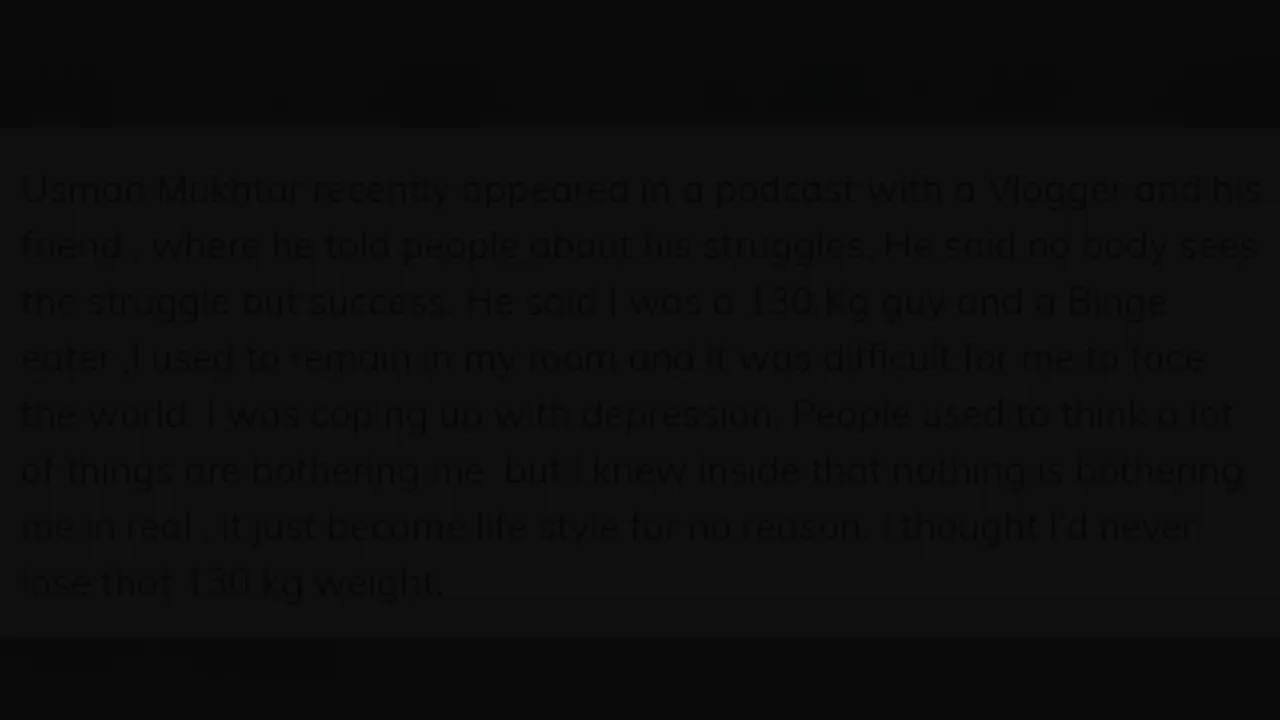 Usman Mukhtar recently appeared in a podcast with a Vlogger and his
friend , where he told people about his struggles. He said no body sees
the struggle but success. He said I was a 130 Kg guy and a Binge
eater ,I used to remain in my room and it was difficult for me to face
the world. I was coping up with depression. People used to think a lot
of things are bothering me but I knew inside that nothing is bothering
me in real , it just became life style for no reason. I thought I'd never
lose that 130 kg weight.